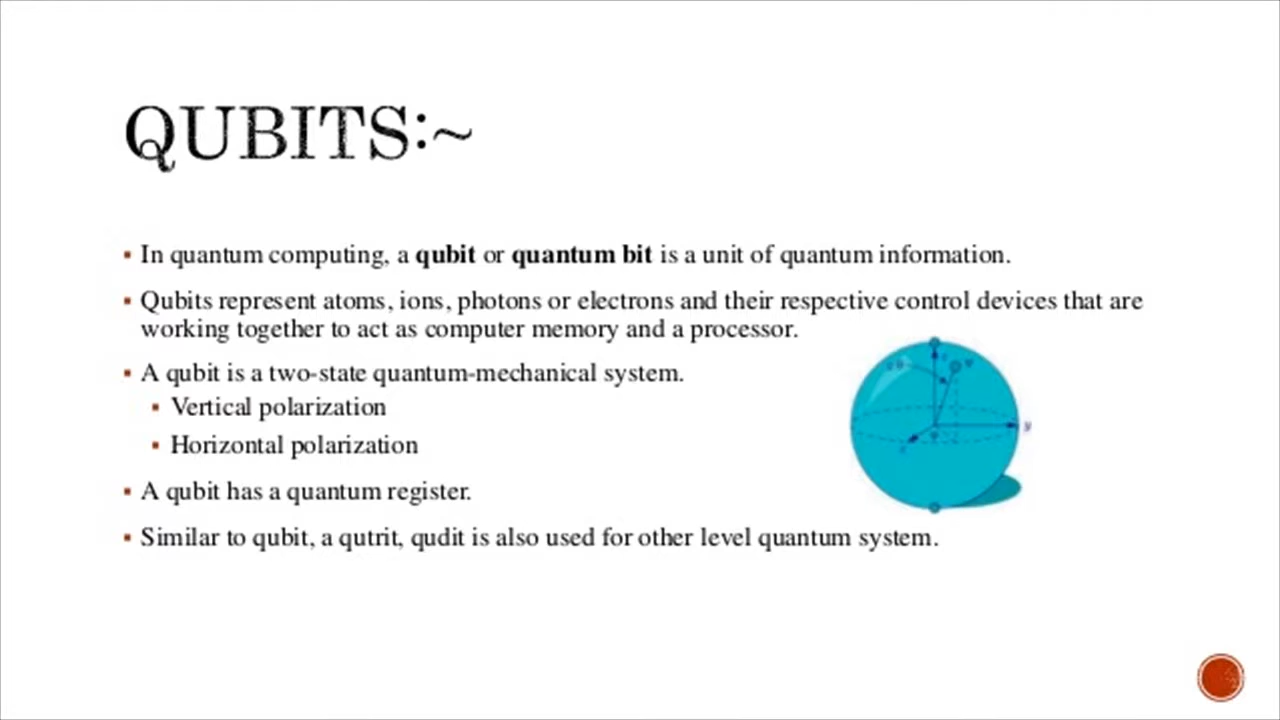 QUBITS:~
In quantum computing, a qubit or quantum bit is a unit of quantum information.
Qubits represent atoms, ions, photons or electrons and their respective control devices that are
working together to act as computer memory and a processor.
A qubit is a two-state quantum-mechanical system.
Vertical polarization
Horizontal polarization
A qubit has a quantum register.
Similar to qubit, a qutrit, qudit is also used for other level quantum system.